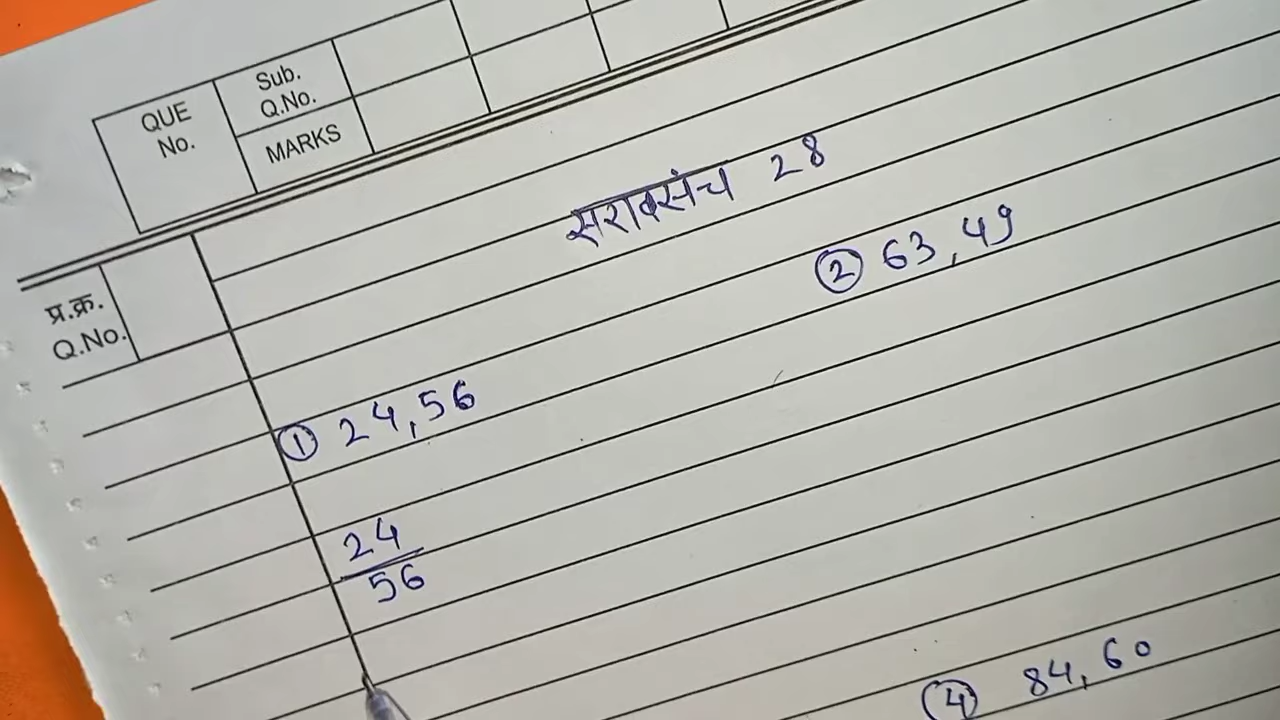 QUE No.
Sub. Q.No.
MARKS
सरावसंच 28
प्र.क्र.
Q.No.
② 63, 49
① 24, 56
24
56
④ 84, 60